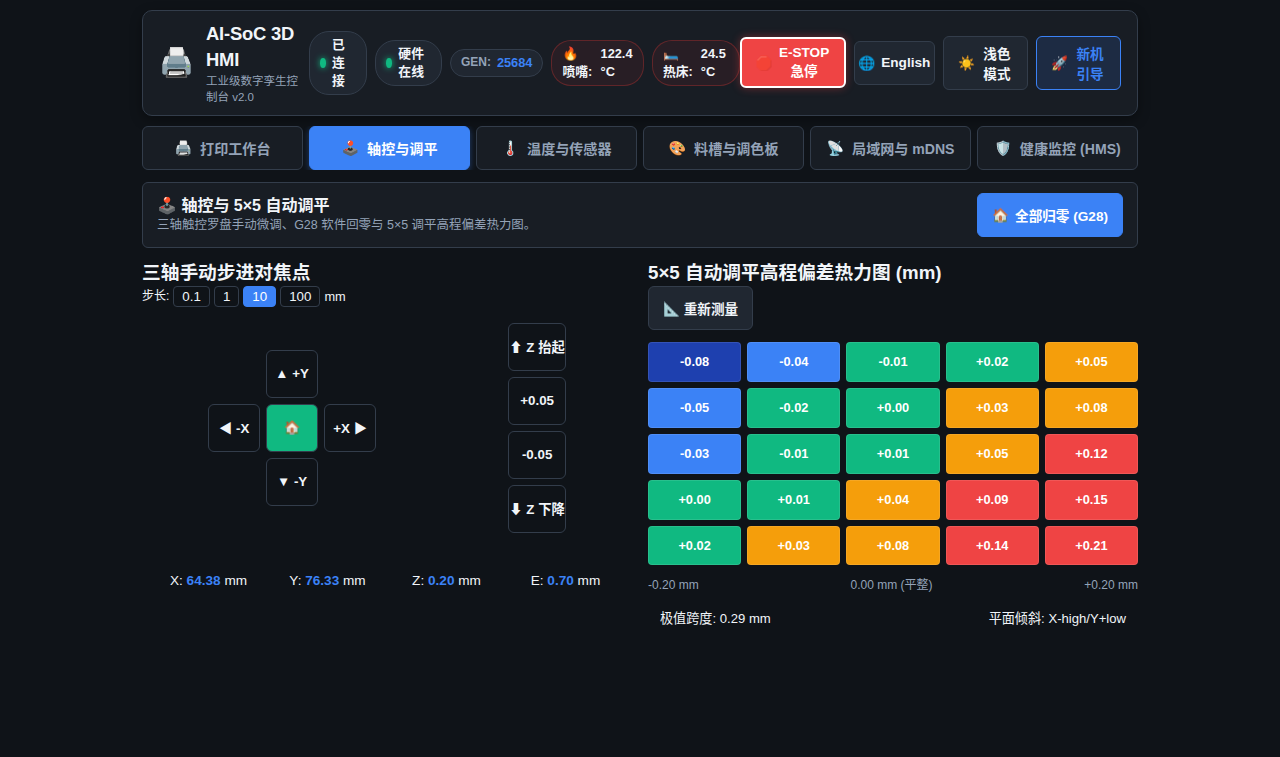 AI-SoC 3D
HMI
工业级数字孪生控
制台 v2.0
已
连
接
硬件
在线
GEN: 25684
喷嘴: 122.4
°C
热床: 24.5
°C
E-STOP
急停
English
浅色
模式
新机
引导
打印工作台
轴控与调平
温度与传感器
料槽与调色板
局域网与 mDNS
健康监控 (HMS)
轴控与 5×5 自动调平
三轴触控罗盘手动微调、G28 软件回零与 5×5 调平高程偏差热力图。
全部归零 (G28)
三轴手动步进对焦点
步长: 0.1 1 10 100 mm
▲ +Y
◀ -X
+X ▶
▼ -Y
⬆ Z 抬起
+0.05
-0.05
⬇ Z 下降
X: 64.38 mm Y: 76.33 mm Z: 0.20 mm E: 0.70 mm
5×5 自动调平高程偏差热力图 (mm)
重新测量
-0.08 -0.04 -0.01 +0.02 +0.05
-0.05 -0.02 +0.00 +0.03 +0.08
-0.03 -0.01 +0.01 +0.05 +0.12
+0.00 +0.01 +0.04 +0.09 +0.15
+0.02 +0.03 +0.08 +0.14 +0.21
-0.20 mm 0.00 mm (平整) +0.20 mm
极值跨度: 0.29 mm 平面倾斜: X-high/Y+low